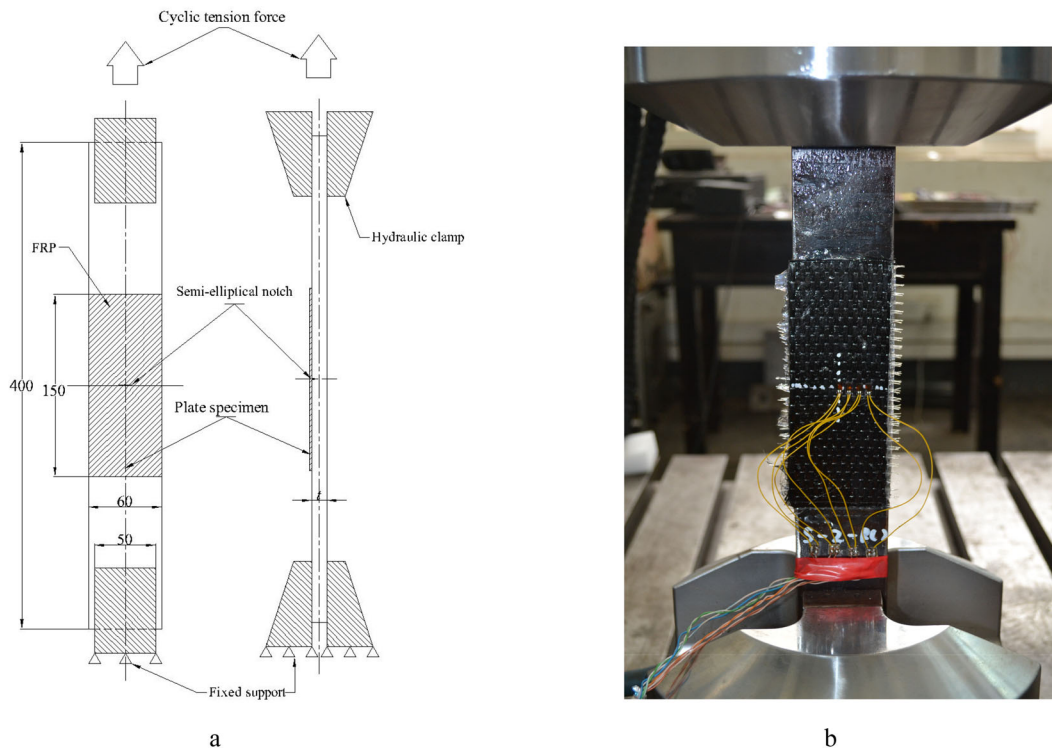 Cyclic tension force
Hydraulic clamp
FRP
Semi-elliptical notch
400
150
Plate specimen
60
t
50
Fixed support
a
b